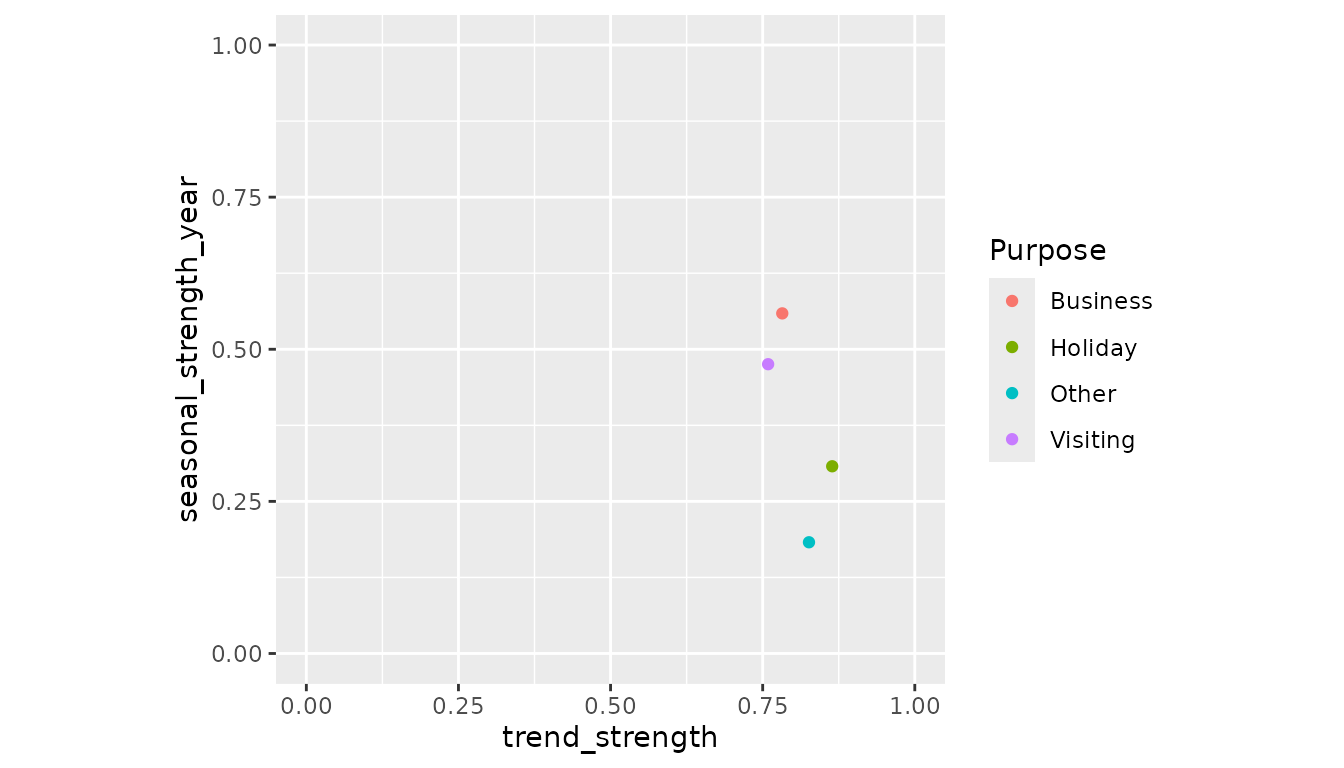 1.00
0.75
0.50
0.25
0.00
seasonal_strength_year
0.00 0.25 0.50 0.75 1.00
trend_strength
Purpose
Business
Holiday
Other
Visiting